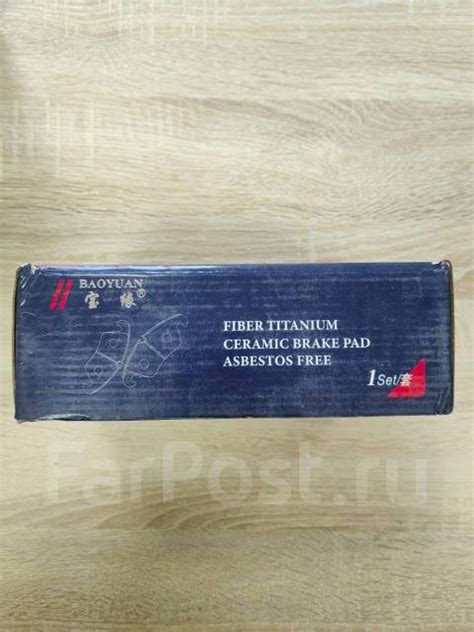 BAOYUAN
宝缘®
FIBER TITANIUM
CERAMIC BRAKE PAD
ASBESTOS FREE
1Set/套
FarPost.ru